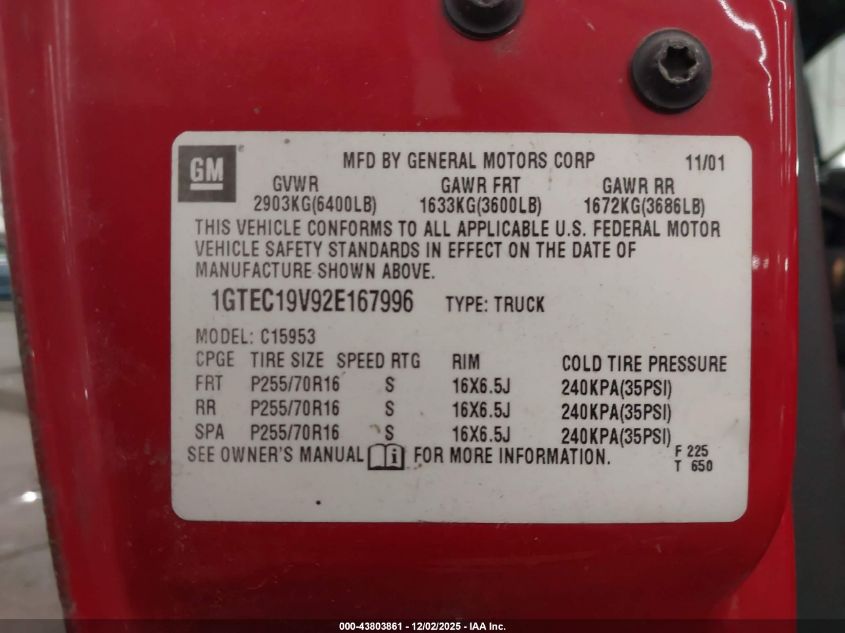 GM
MFD BY GENERAL MOTORS CORP 11/01
GVWR GAWR FRT GAWR RR
2903KG(6400LB) 1633KG(3600LB) 1672KG(3686LB)
THIS VEHICLE CONFORMS TO ALL APPLICABLE U.S. FEDERAL MOTOR
VEHICLE SAFETY STANDARDS IN EFFECT ON THE DATE OF
MANUFACTURE SHOWN ABOVE.
1GTEC19V92E167996 TYPE: TRUCK
MODEL: C15953
CPGE TIRE SIZE SPEED RTG RIM COLD TIRE PRESSURE
FRT P255/70R16 S 16X6.5J 240KPA(35PSI)
RR P255/70R16 S 16X6.5J 240KPA(35PSI)
SPA P255/70R16 S 16X6.5J 240KPA(35PSI)
SEE OWNER'S MANUAL i FOR MORE INFORMATION.
F 225
T 650
000-43803861 - 12/02/2025 - IAA Inc.